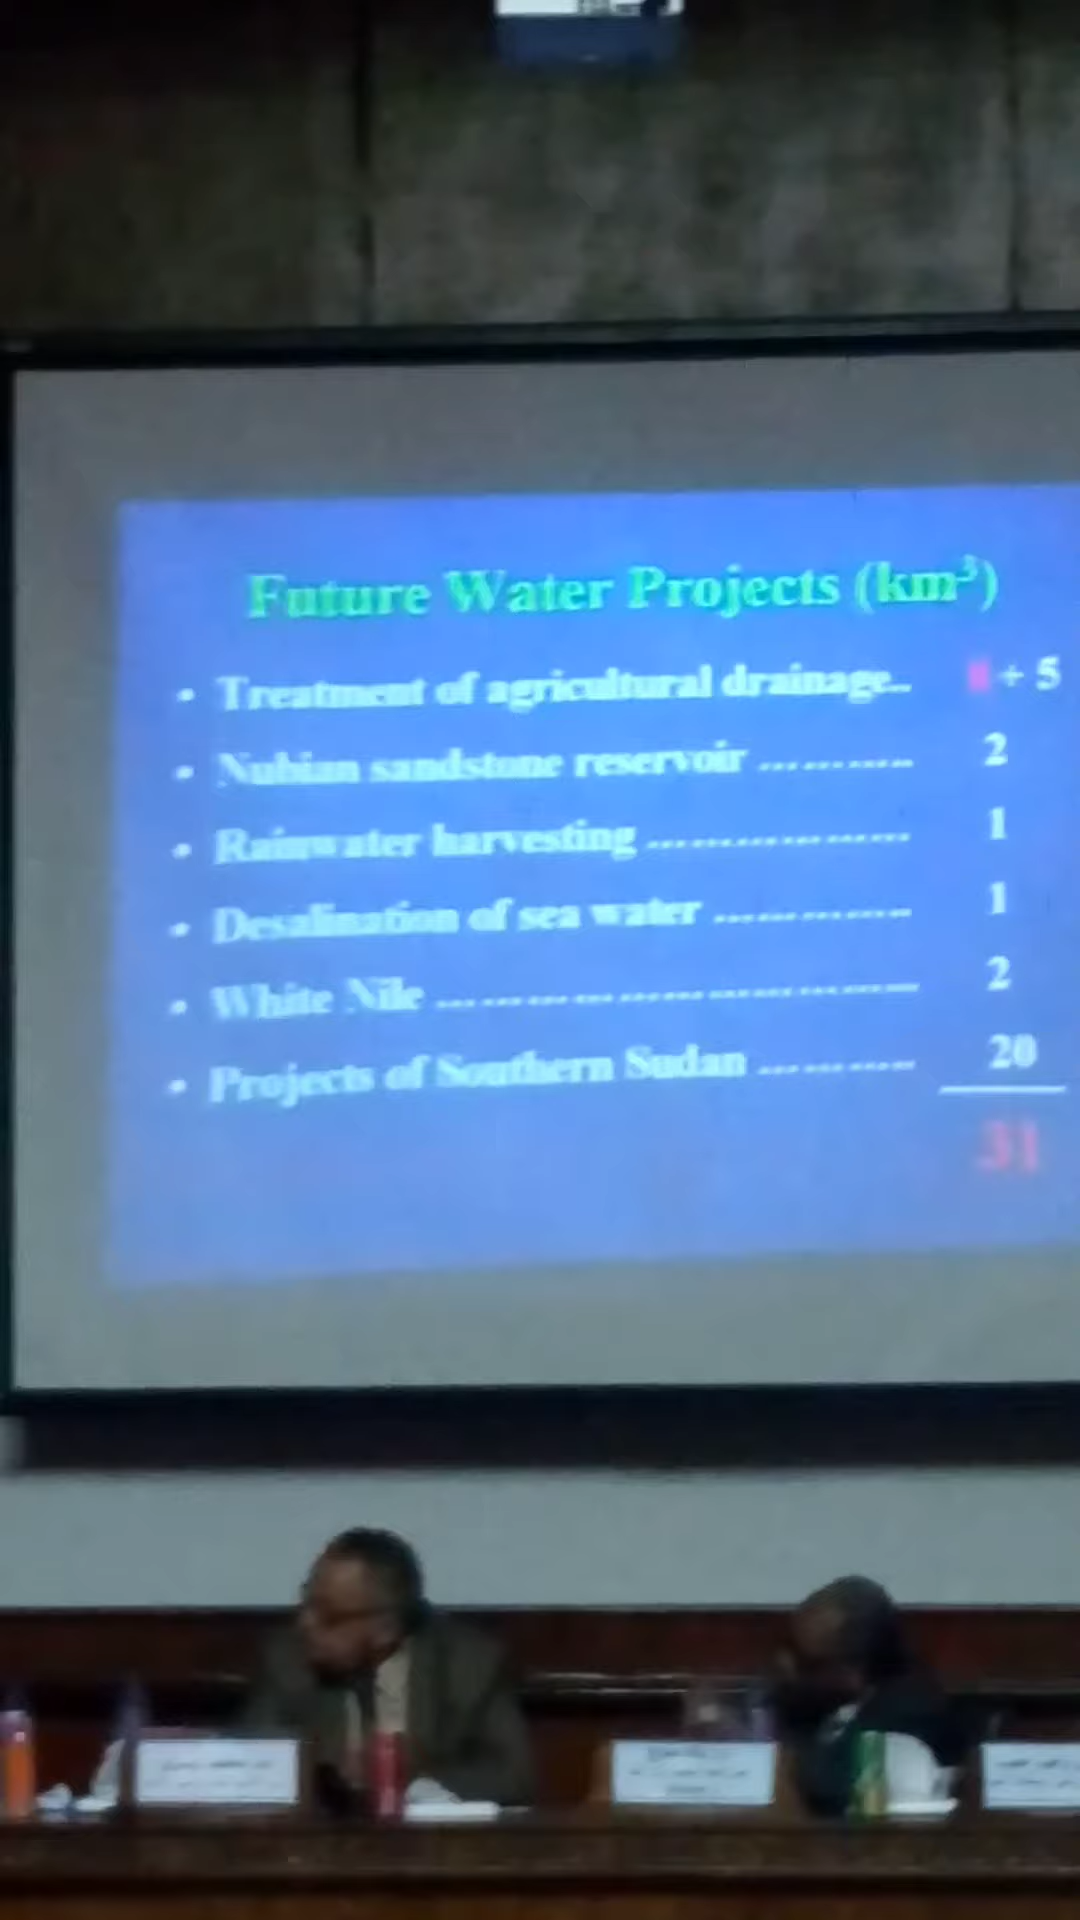 Future Water Projects (km³)
• Treatment of agricultural drainage.. + 5
• Nubian sandstone reservoir ........... 2
• Rainwater harvesting .................. 1
• Desalination of sea water .............. 1
• White Nile ................................. 2
• Projects of Southern Sudan ........... 20
31